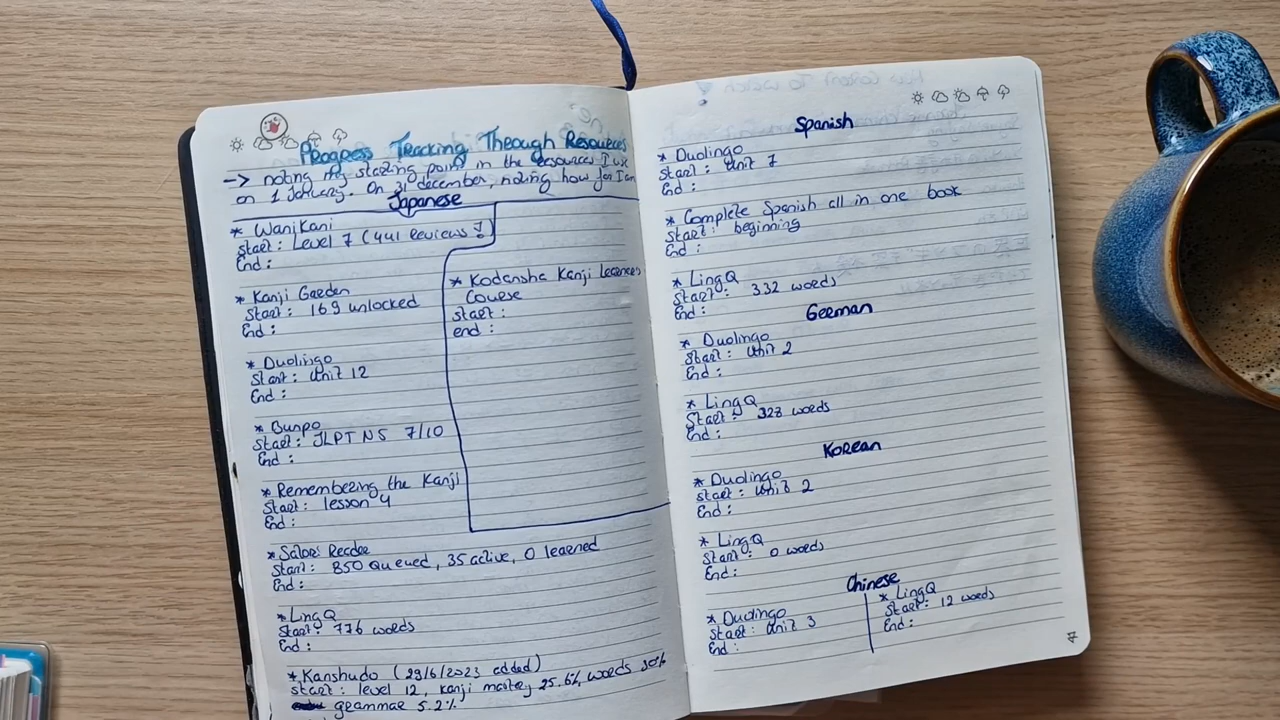 Progress Tracking Through Resources
-> noting my starting point in the resources I use
on 1 January. On 31 december, noting how far I am
Japanese
* WaniKani
Start: Level 7 (441 Reviews
End:
* Kanji Garden
Start: 169 unlocked
End:
* Duolingo
Start: Unit 12
End:
* Bunpo
Start: JLPT N5 7/10
End:
* Remembering the Kanji
Start: lesson 4
End:
* Satori Reader
Start: 850 Queued, 35 active, 0 learned
End:
* LingQ
Start: 776 words
End:
* Kanshudo (29/6/2023 added)
start: level 12, kanji mastery 25.6%, words 30%
grammar 5.2%
* Kodansha Kanji Learners
Course
start:
end:
Spanish
* Duolingo
Start: Unit 7
End:
* Complete Spanish all in one book
Start: beginning
End:
* LingQ
Start: 332 words
End:
German
* Duolingo
Start: Unit 2
End:
* LingQ
Start: 328 words
End:
Korean
* Duolingo
start: Unit 2
End:
* LingQ
Start: 0 words
End:
Chinese
* Duolingo
Start: Unit 3
End:
* LingQ
Start: 12 words
End:
7